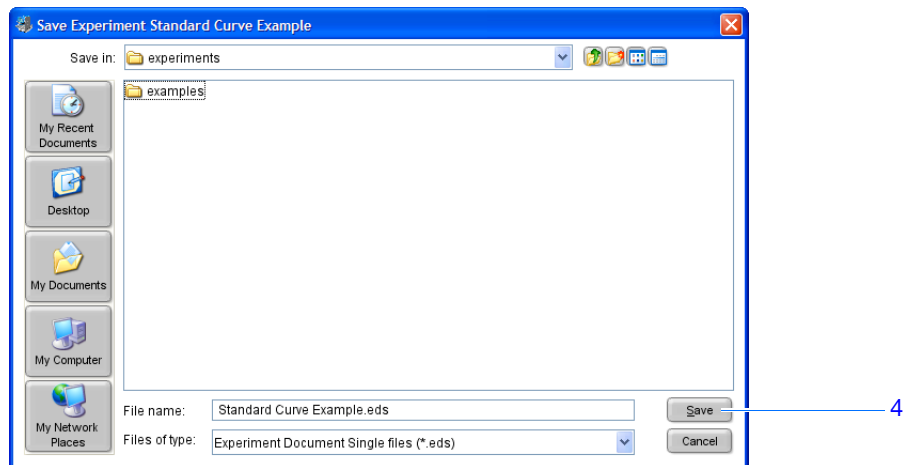 Save Experiment Standard Curve Example
Save in: experiments
examples
My Recent
Documents
Desktop
My Documents
My Computer
My Network
Places
File name: Standard Curve Example.eds Save 4
Files of type: Experiment Document Single files (*.eds) Cancel